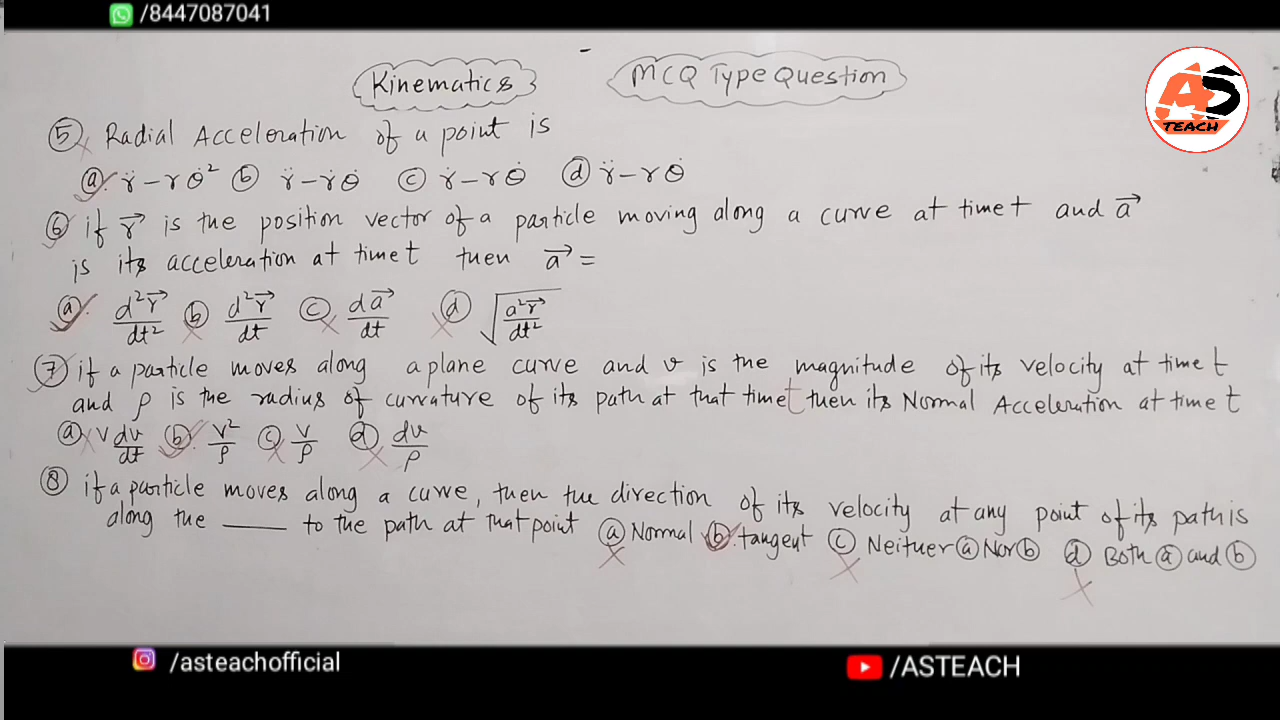 /8447087041
Kinematics MCQ Type Question
AS
TEACH
⑤ Radial Acceleration of a point is
ⓐ r̈ - rθ̇² ⓑ r̈ - ṙθ̇ ⓒ r̈ - rθ̇ ⓓ r̈ - rθ̇
⑥ if r⃗ is the position vector of a particle moving along a curve at time t and a⃗
is its acceleration at time t then a⃗ =
ⓐ d²r⃗/dt² ⓑ d²r⃗/dt ⓒ da⃗/dt ⓓ √(a²r⃗/dt²)
⑦ if a particle moves along a plane curve and v is the magnitude of its velocity at time t
and ρ is the radius of curvature of its path at that time t then its Normal Acceleration at time t
ⓐ v dv/dt ⓑ v²/ρ ⓒ v/ρ ⓓ dv/ρ
⑧ if a particle moves along a curve, then the direction of its velocity at any point of its path is
along the ____ to the path at that point ⓐ Normal ⓑ tangent ⓒ Neither ⓐ Nor ⓑ ⓓ Both ⓐ and ⓑ
/asteachofficial /ASTEACH